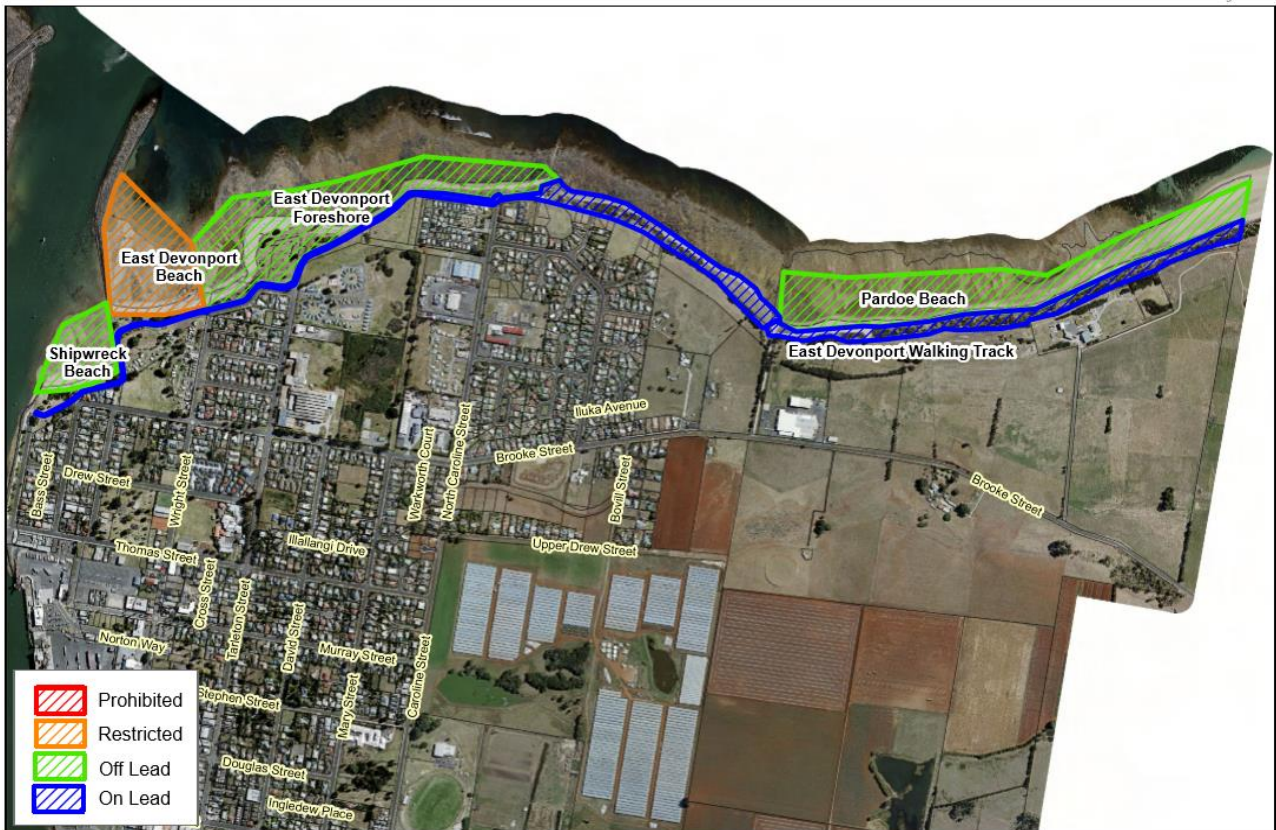 East Devonport
Foreshore
East Devonport
Beach
Shipwreck
Beach
Pardoe Beach
East Devonport Walking Track
Iluka Avenue
Brooke Street
Brooke Street
Bass Street
Drew Street
Wright Street
Warkworth Court
North Caroline Street
Bovill Street
Thomas Street
Illallangi Drive
Upper Drew Street
Cross Street
Tarleton Street
David Street
Norton Way
Murray Street
Caroline Street
Stephen Street
Mary Street
Douglas Street
Ingledew Place
Prohibited
Restricted
Off Lead
On Lead